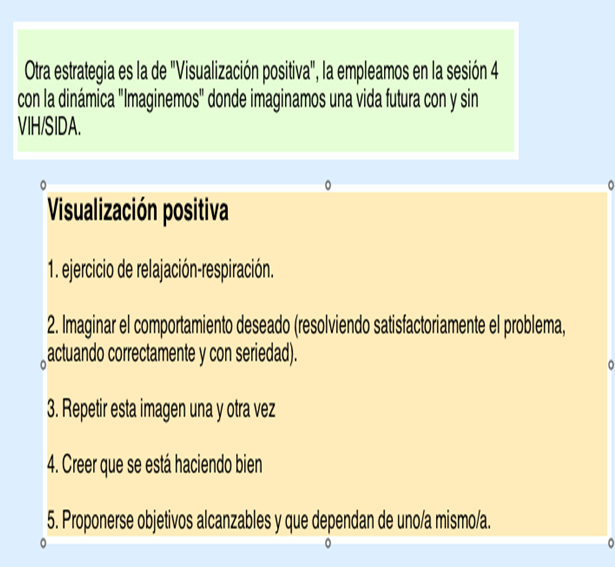 Otra estrategia es la de "Visualización positiva", la empleamos en la sesión 4
con la dinámica "Imaginemos" donde imaginamos una vida futura con y sin
VIH/SIDA.
Visualización positiva
1. ejercicio de relajación-respiración.
2. Imaginar el comportamiento deseado (resolviendo satisfactoriamente el problema,
actuando correctamente y con seriedad).
3. Repetir esta imagen una y otra vez
4. Creer que se está haciendo bien
5. Proponerse objetivos alcanzables y que dependan de uno/a mismo/a.